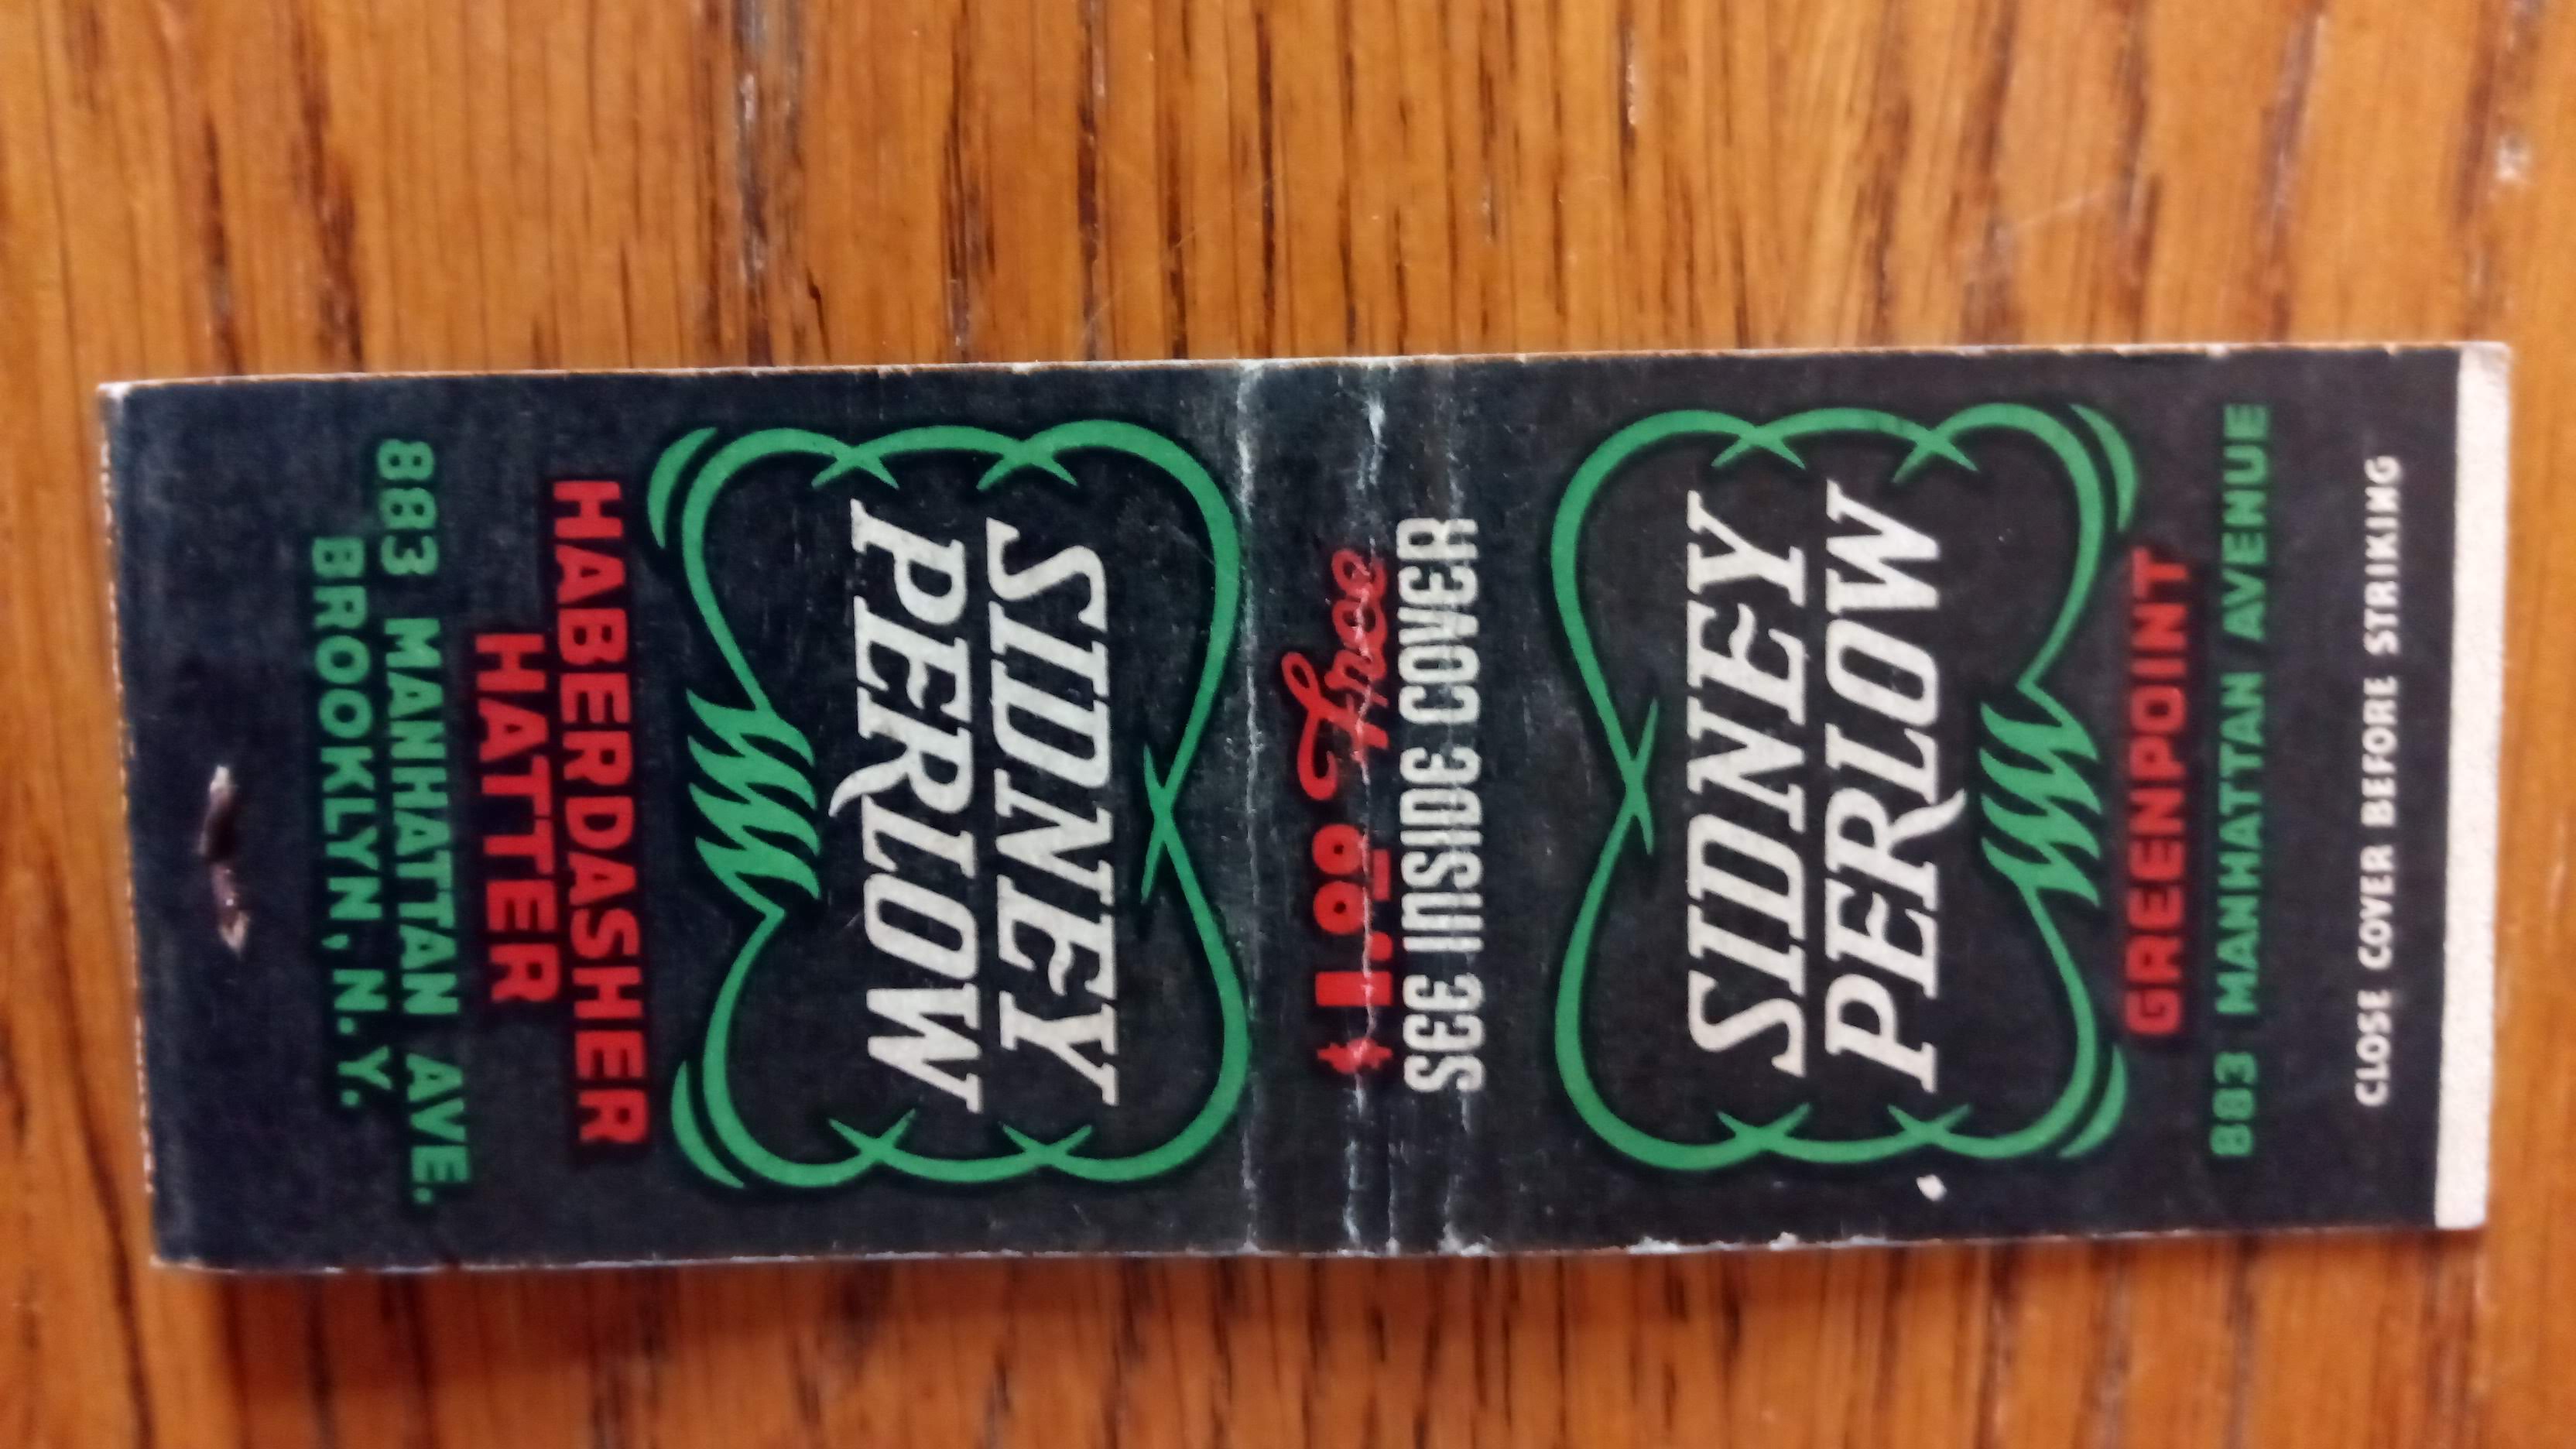 SIDNEY
PERLOW
HABERDASHER
HATTER
883 MANHATTAN AVE.
BROOKLYN, N. Y.
$1.00 Free
SEE INSIDE COVER
SIDNEY
PERLOW
GREENPOINT
883 MANHATTAN AVENUE
CLOSE COVER BEFORE STRIKING